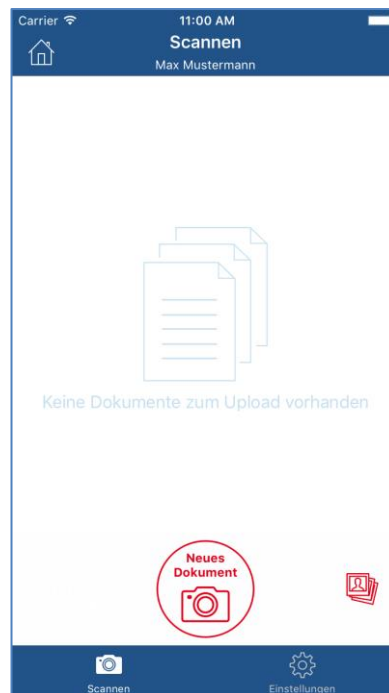 Carrier 11:00 AM
Scannen
Max Mustermann
Keine Dokumente zum Upload vorhanden
Neues
Dokument
Scannen Einstellungen